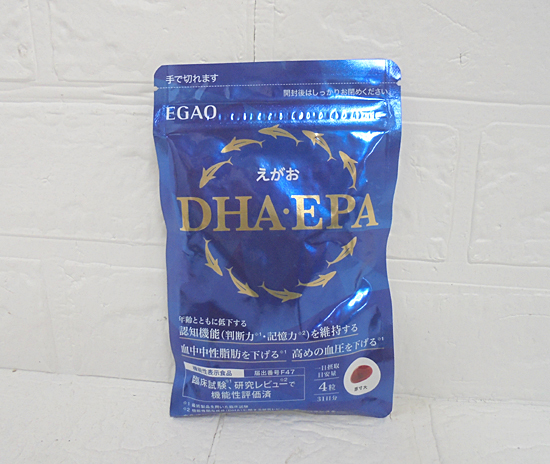 手で切れます
開封後はしっかりお閉めください
EGAO
えがお
DHA・EPA
年齢とともに低下する
認知機能(判断力※1・記憶力※2)を維持する
血中中性脂肪を下げる※1 高めの血圧を下げる※1
機能性表示食品 届出番号F47
臨床試験※1、研究レビュー※2で
機能性評価済
一日摂取
目安量
4粒
31日分